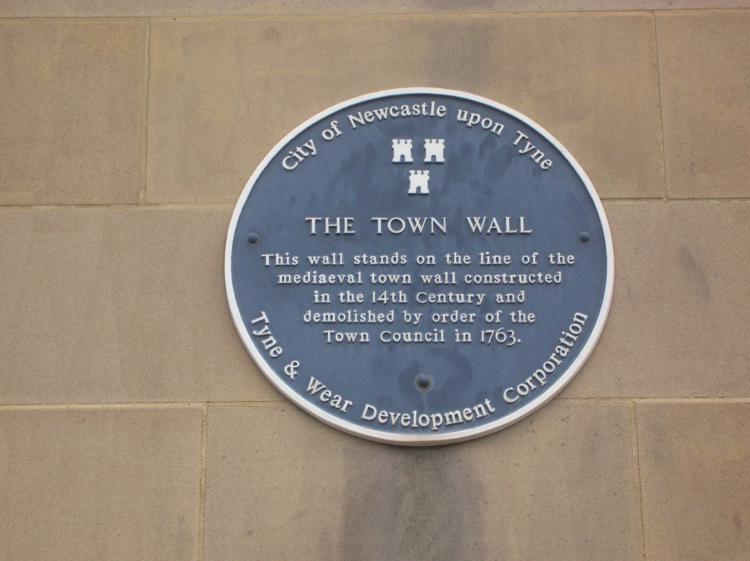 City of Newcastle upon Tyne
THE TOWN WALL
This wall stands on the line of the
mediaeval town wall constructed
in the 14th Century and
demolished by order of the
Town Council in 1763.
Tyne & Wear Development Corporation